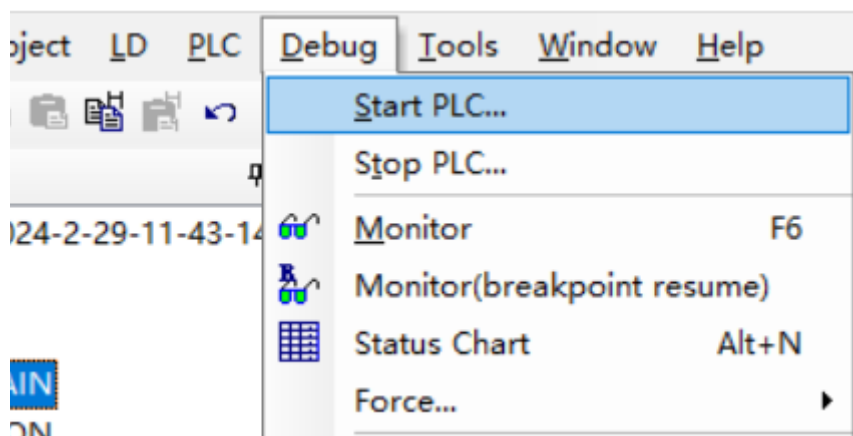 oject LD PLC Debug Tools Window Help
Start PLC...
Stop PLC...
024-2-29-11-43-14
Monitor F6
Monitor(breakpoint resume)
Status Chart Alt+N
AIN
Force...
ON